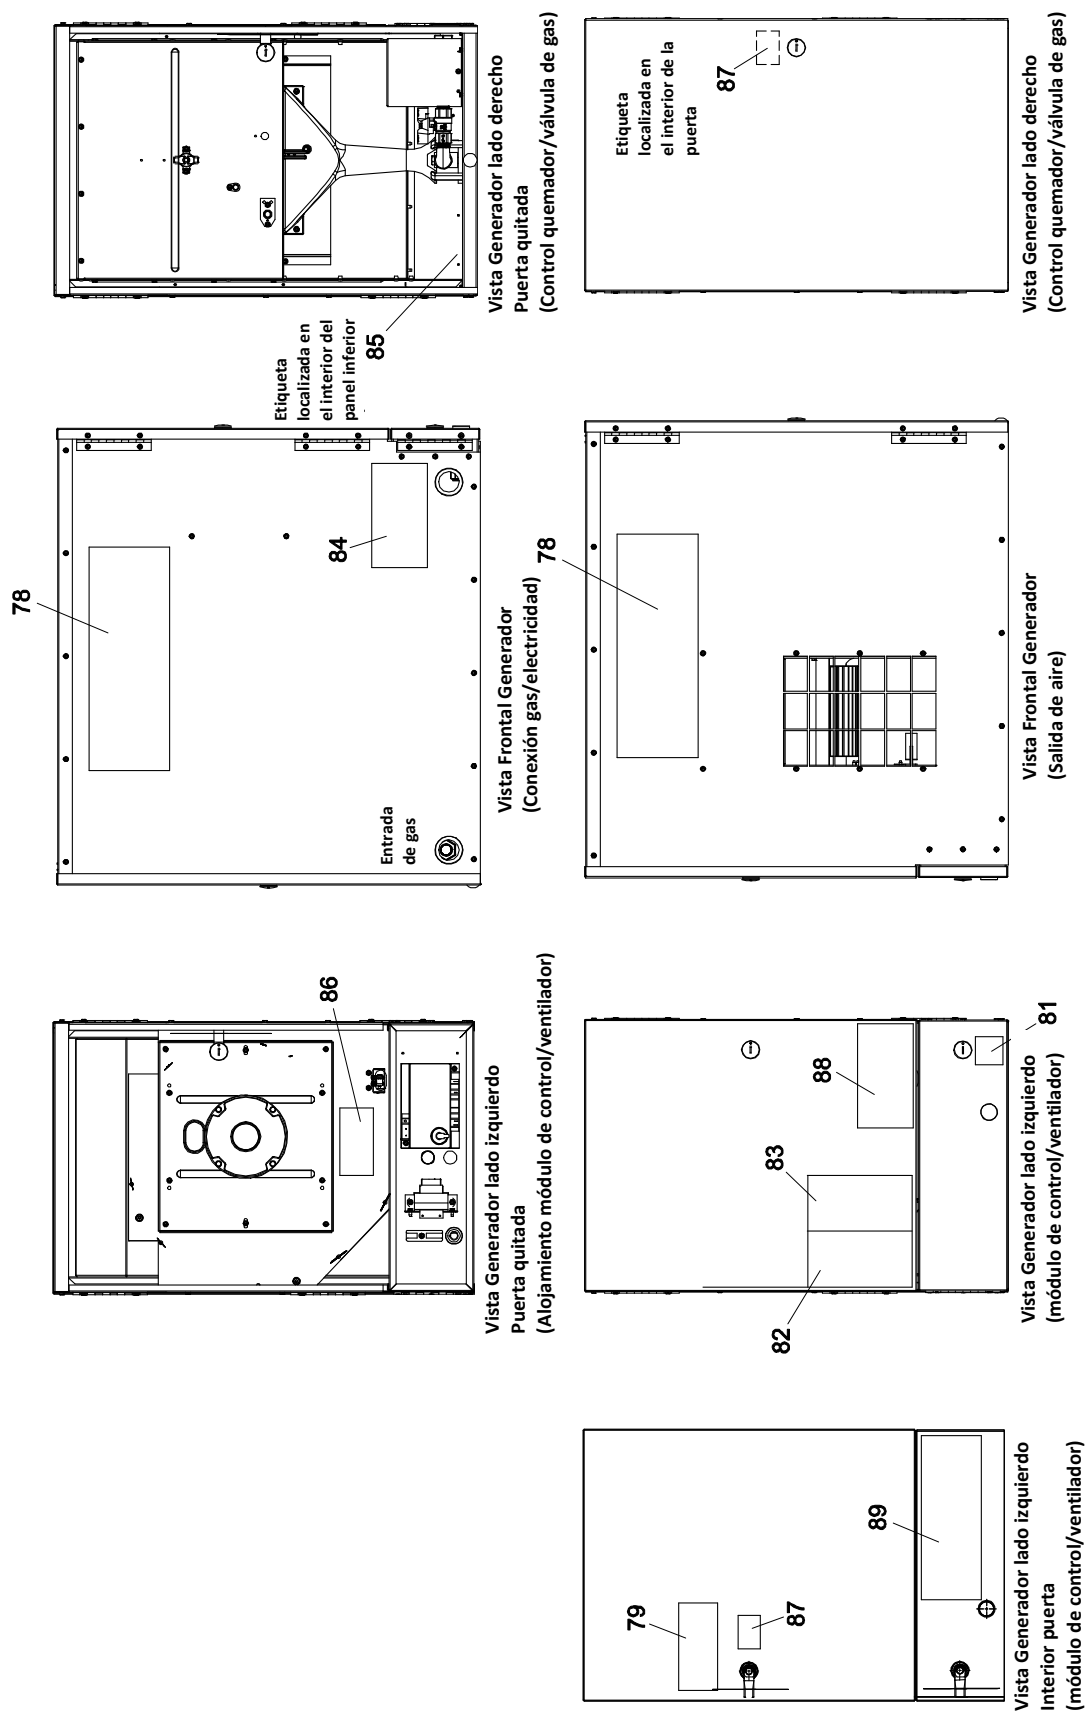 86
Vista Generador lado izquierdo
Puerta quitada
(Alojamiento módulo de control/ventilador)
78
84
Entrada
de gas
Vista Frontal Generador
(Conexión gas/electricidad)
Etiqueta
localizada en
el interior del
panel inferior
85
Vista Generador lado derecho
Puerta quitada
(Control quemador/válvula de gas)
79
87
89
Vista Generador lado izquierdo
Interior puerta
(módulo de control/ventilador)
82
83
88
81
Vista Generador lado izquierdo
(módulo de control/ventilador)
78
Vista Frontal Generador
(Salida de aire)
Etiqueta
localizada en
el interior de la
puerta
87
Vista Generador lado derecho
(Control quemador/válvula de gas)